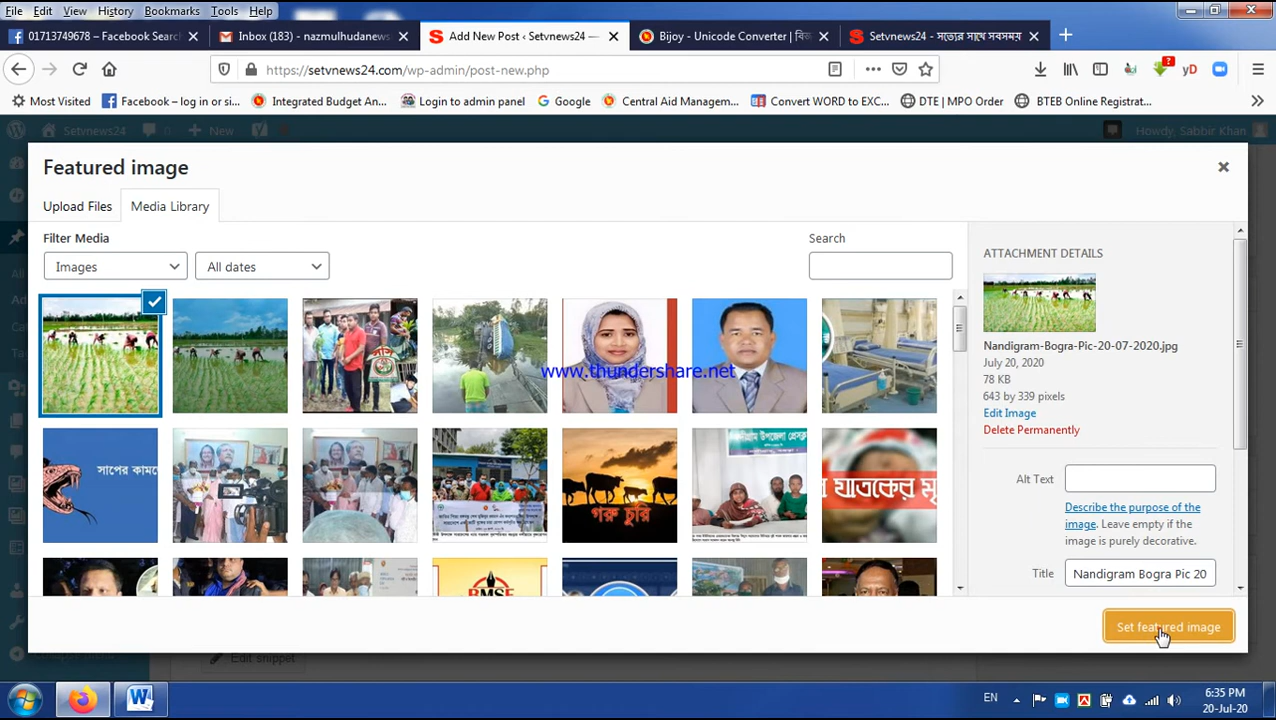 File Edit View History Bookmarks Tools Help
01713749678 – Facebook Searc
Inbox (183) - nazmulhudanews
Add New Post ‹ Setvnews24 —
Bijoy - Unicode Converter |
Setvnews24 - সত্যের সাথে সবসময়
https://setvnews24.com/wp-admin/post-new.php
Most Visited
Facebook – log in or si...
Integrated Budget An...
Login to admin panel
Google
Central Aid Managem...
Convert WORD to EXC...
DTE | MPO Order
BTEB Online Registrat...
Setvnews24
New
Howdy, Sabbir Khan
Featured image
Upload Files
Media Library
Filter Media
Search
Images
All dates
ATTACHMENT DETAILS
Nandigram-Bogra-Pic-20-07-2020.jpg
July 20, 2020
78 KB
643 by 339 pixels
Edit Image
Delete Permanently
www.thundershare.net
সাপের কামড়ে
গরু চুরি
ঘাতকের মৃ
BMSF
Alt Text
Describe the purpose of the
image. Leave empty if the
image is purely decorative.
Title
Nandigram Bogra Pic 20
Set featured image
Edit snippet
EN
6:35 PM
20-Jul-20